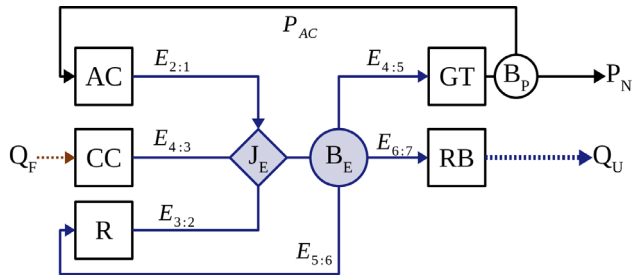 P_AC
AC E_2:1 E_4:5 GT B_P P_N
Q_F CC E_4:3 J_E B_E E_6:7 RB Q_U
R E_3:2
E_5:6